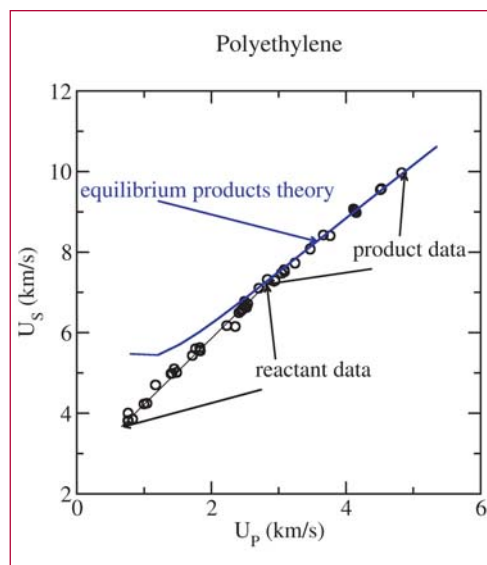 Polyethylene
12
10
8
6
4
2
U_S (km/s)
equilibrium products theory
product data
reactant data
0
2
4
6
U_P (km/s)